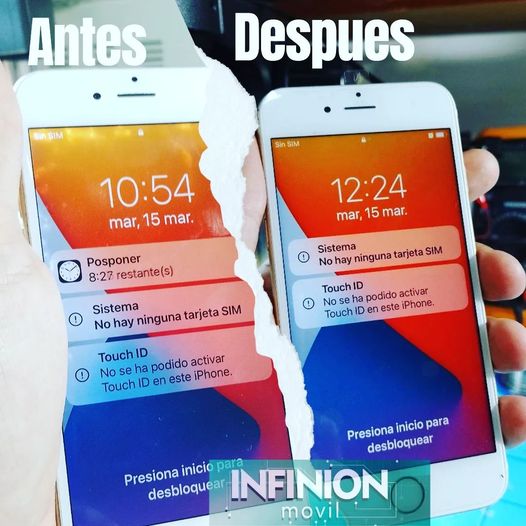 Antes
Despues
Sin SIM
10:54
mar, 15 mar.
Posponer
8:27 restante(s)
Sistema
No hay ninguna tarjeta SIM
Touch ID
No se ha podido activar
Touch ID en este iPhone.
Presiona inicio para
desbloquear
Sin SIM
12:24
mar, 15 mar.
Sistema
No hay ninguna tarjeta SIM
Touch ID
No se ha podido activar
Touch ID en este iPhone.
Presiona inicio para
desbloquear
INFINION
movil